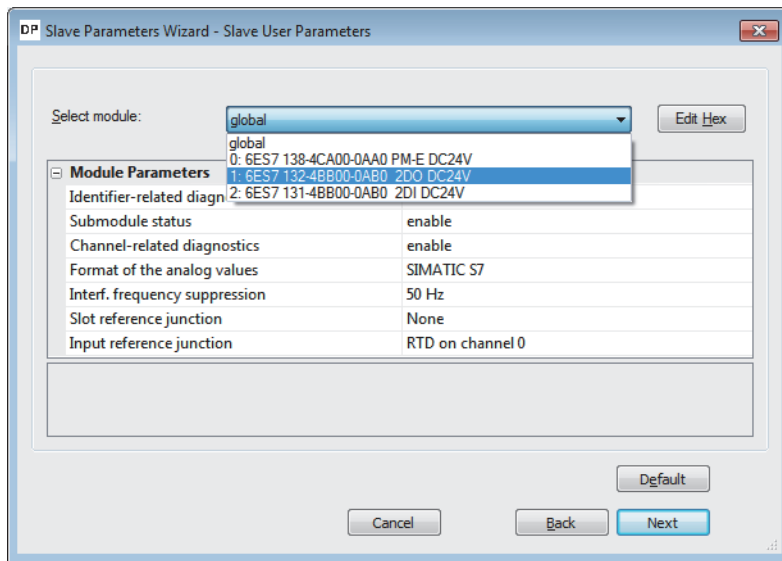 DP Slave Parameters Wizard - Slave User Parameters
Select module: global Edit Hex
global
0: 6ES7 138-4CA00-0AA0 PM-E DC24V
Module Parameters
1: 6ES7 132-4BB00-0AB0 2DO DC24V
Identifier-related diagn
2: 6ES7 131-4BB00-0AB0 2DI DC24V
Submodule status enable
Channel-related diagnostics enable
Format of the analog values SIMATIC S7
Interf. frequency suppression 50 Hz
Slot reference junction None
Input reference junction RTD on channel 0
Default
Cancel Back Next